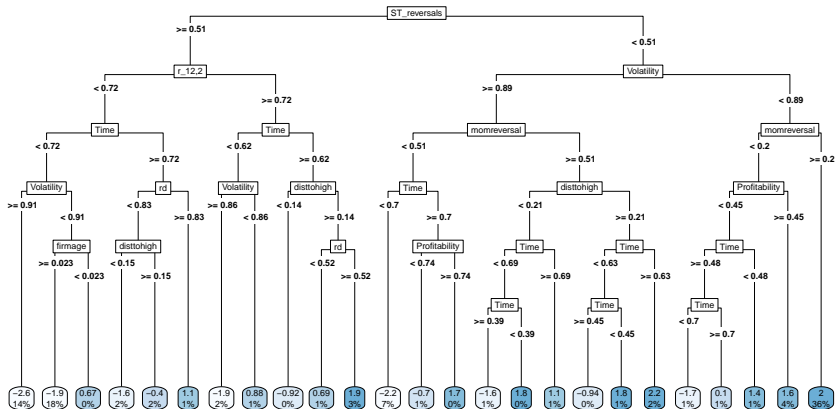 ST_reversals
>= 0.51
< 0.51
r_12,2
Volatility
< 0.72
>= 0.72
>= 0.89
< 0.89
Time
Time
momreversal
momreversal
< 0.72
>= 0.72
< 0.62
>= 0.62
< 0.51
>= 0.51
< 0.2
>= 0.2
Volatility
rd
Volatility
disttohigh
Time
disttohigh
Profitability
>= 0.91
< 0.91
< 0.83
>= 0.83
>= 0.86
< 0.86
< 0.14
>= 0.14
< 0.7
>= 0.7
< 0.21
>= 0.21
< 0.45
>= 0.45
firmage
disttohigh
rd
Profitability
Time
Time
Time
>= 0.023
< 0.023
< 0.15
>= 0.15
< 0.52
>= 0.52
< 0.74
>= 0.74
< 0.69
>= 0.69
< 0.63
>= 0.63
>= 0.48
< 0.48
Time
Time
Time
>= 0.39
< 0.39
>= 0.45
< 0.45
< 0.7
>= 0.7
−2.6 −1.9 0.67 −1.6 −0.4 1.1 −1.9 0.88 −0.92 0.69 1.9 −2.2 −0.7 1.7 −1.6 1.8 1.1 −0.94 1.8 2.2 −1.7 0.1 1.4 1.6 2
14% 18% 0% 2% 2% 1% 2% 1% 0% 1% 3% 7% 1% 0% 1% 0% 1% 0% 1% 2% 1% 1% 1% 4% 36%